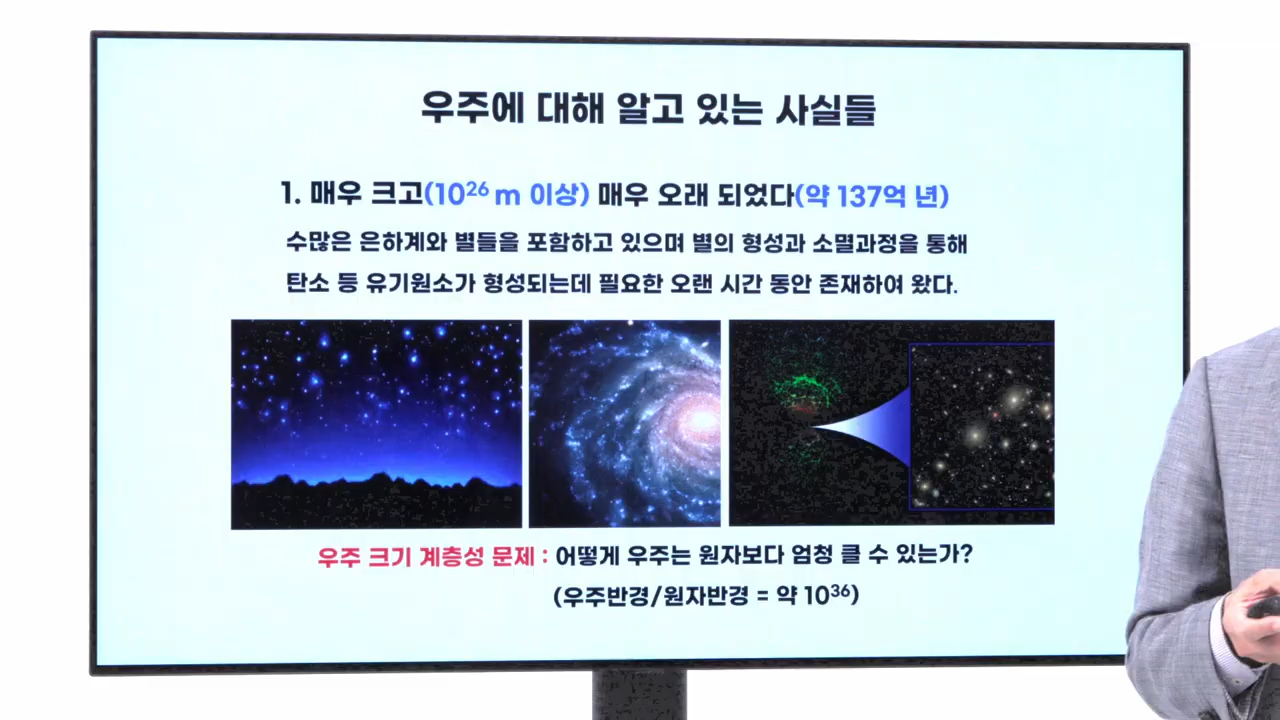 우주에 대해 알고 있는 사실들
1. 매우 크고(10²⁶ m 이상) 매우 오래 되었다(약 137억 년)
수많은 은하계와 별들을 포함하고 있으며 별의 형성과 소멸과정을 통해
탄소 등 유기원소가 형성되는데 필요한 오랜 시간 동안 존재하여 왔다.
우주 크기 계층성 문제 : 어떻게 우주는 원자보다 엄청 클 수 있는가?
(우주반경/원자반경 = 약 10³⁶)